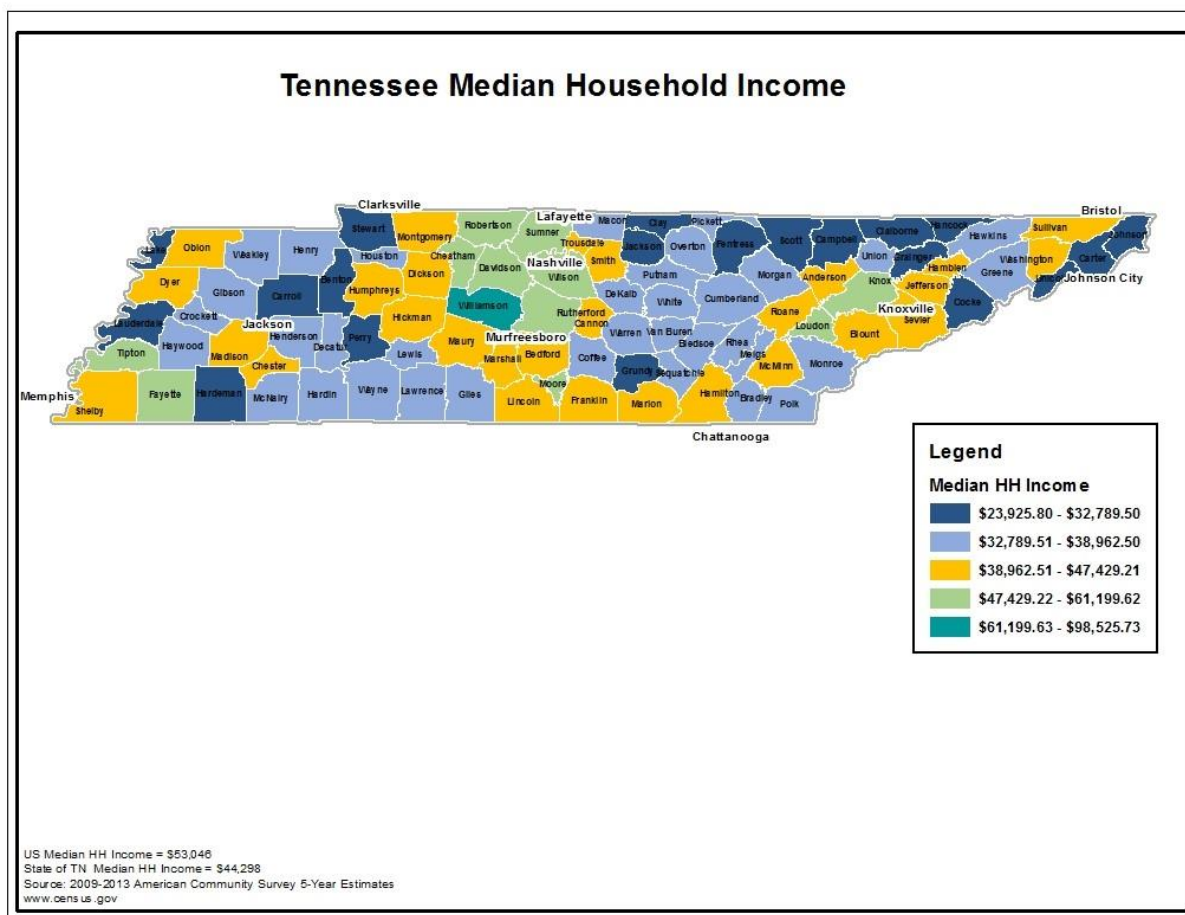 Tennessee Median Household Income
Clarksville
Lafayette
Bristol
Stewart
Montgomery
Robertson
Sumner
Macon
Clay
Pickett
Hancock
Sullivan
Johnson
Lake
Obion
Weakley
Henry
Houston
Cheatham
Trousdale
Smith
Jackson
Overton
Fentress
Scott
Campbell
Claiborne
Hawkins
Carter
Nashville
Davidson
Wilson
Dickson
Union
Grainger
Washington
Greene
Hamblen
Johnson City
Dyer
Gibson
Carroll
Benton
Humphreys
Putnam
Morgan
Anderson
Knox
Jefferson
Cocke
Williamson
DeKalb
White
Cumberland
Lauderdale
Crockett
Hickman
Rutherford
Cannon
Roane
Knoxville
Sevier
Jackson
Loudon
Blount
Tipton
Haywood
Madison
Henderson
Decatur
Perry
Lewis
Maury
Murfreesboro
Warren
Van Buren
Bledsoe
Rhea
Meigs
Chester
Marshall
Bedford
Coffee
Grundy
Sequatchie
McMinn
Monroe
Memphis
Shelby
Fayette
Hardeman
McNairy
Hardin
Wayne
Lawrence
Giles
Moore
Lincoln
Franklin
Marion
Hamilton
Bradley
Polk
Chattanooga
Legend
Median HH Income
$23,925.80 - $32,789.50
$32,789.51 - $38,962.50
$38,962.51 - $47,429.21
$47,429.22 - $61,199.62
$61,199.63 - $98,525.73
US Median HH Income = $53,046
State of TN Median HH Income = $44,298
Source: 2009-2013 American Community Survey 5-Year Estimates
www.census.gov